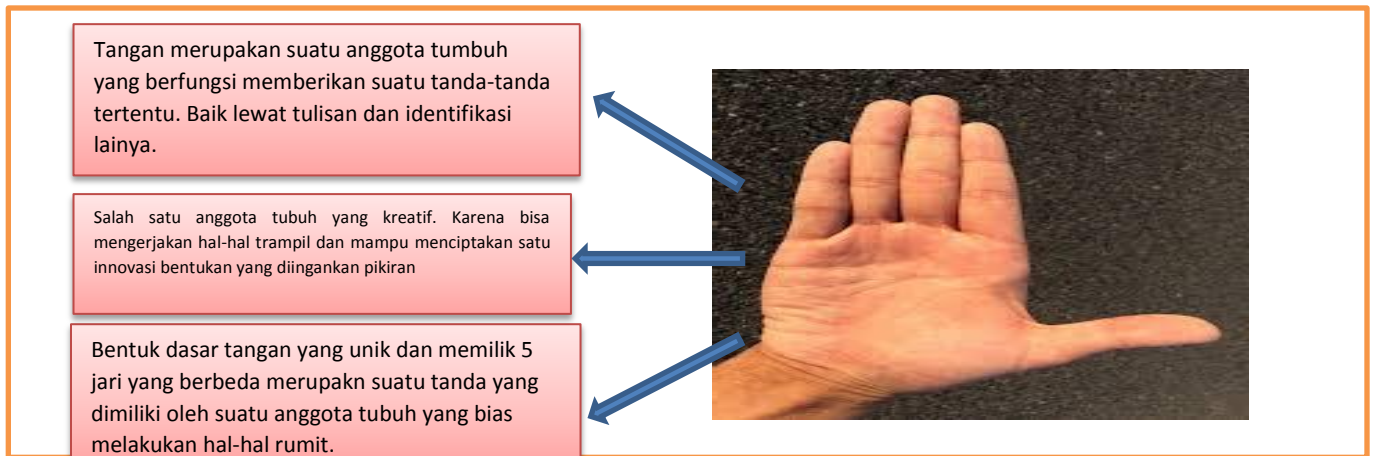 Tangan merupakan suatu anggota tumbuh
yang berfungsi memberikan suatu tanda-tanda
tertentu. Baik lewat tulisan dan identifikasi
lainya.
Salah satu anggota tubuh yang kreatif. Karena bisa
mengerjakan hal-hal trampil dan mampu menciptakan satu
innovasi bentukan yang diingankan pikiran
Bentuk dasar tangan yang unik dan memilik 5
jari yang berbeda merupakn suatu tanda yang
dimiliki oleh suatu anggota tubuh yang bias
melakukan hal-hal rumit.